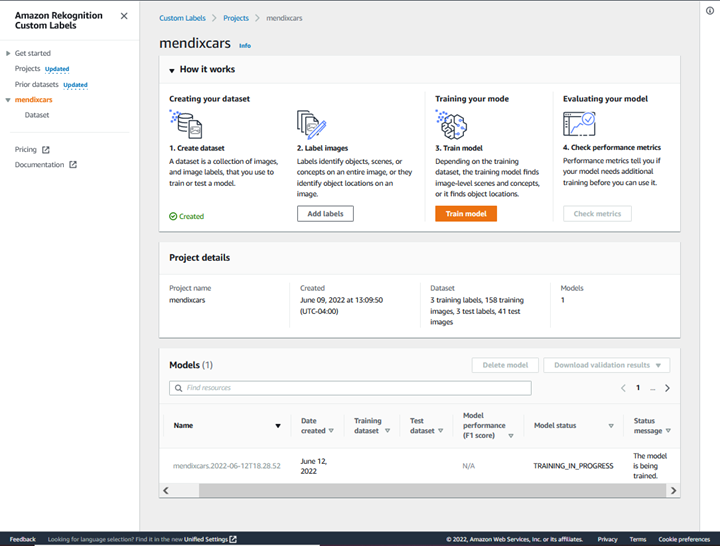 Amazon Rekognition
Custom Labels
Get started
Projects Updated
Prior datasets Updated
mendixcars
Dataset
Pricing
Documentation
Custom Labels > Projects > mendixcars
mendixcars Info
How it works
Creating your dataset
1. Create dataset
A dataset is a collection of images,
and image labels, that you use to
train or test a model.
Created
2. Label images
Labels identify objects, scenes, or
concepts on an entire image, or they
identify object locations on an
image.
Add labels
Training your mode
3. Train model
Depending on the training
dataset, the training model finds
image-level scenes and concepts,
or it finds object locations.
Train model
Evaluating your model
4. Check performance metrics
Performance metrics tell you if
your model needs additional
training before you can use it.
Check metrics
Project details
Project name
mendixcars
Created
June 09, 2022 at 13:09:50
(UTC-04:00)
Dataset
3 training labels, 158 training
images, 3 test labels, 41 test
images
Models
1
Models (1)
Delete model
Download validation results
Find resources
1 ...
Name
Date
created
Training
dataset
Test
dataset
Model
performance
(F1 score)
Model status
Status
message
mendixcars.2022-06-12T18.28.52
June 12,
2022
N/A
TRAINING_IN_PROGRESS
The model
is being
trained.
Feedback Looking for language selection? Find it in the new Unified Settings © 2022, Amazon Web Services, Inc. or its affiliates. Privacy Terms Cookie preferences